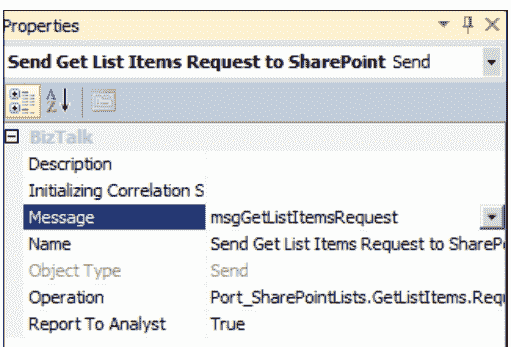 Properties
Send Get List Items Request to SharePoint Send
BizTalk
Description
Initializing Correlation S
Message msgGetListItemsRequest
Name Send Get List Items Request to ShareP
Object Type Send
Operation Port_SharePointLists.GetListItems.Requ
Report To Analyst True